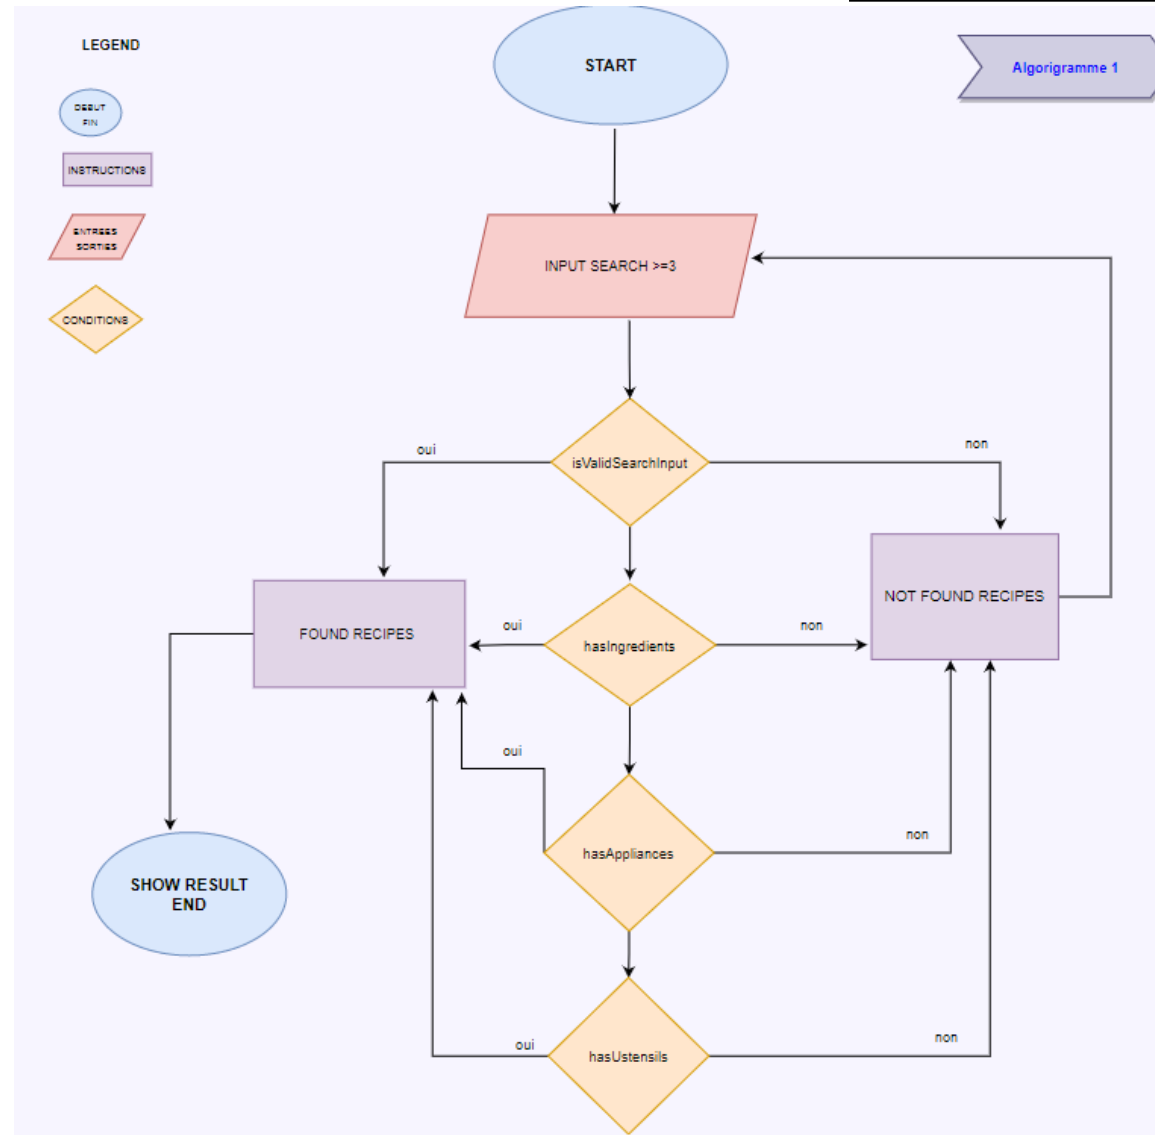 LEGEND
START
Algorigramme 1
DEBUT
FIN
INSTRUCTIONS
ENTREES
SORTIES
CONDITIONS
INPUT SEARCH >=3
oui
isValidSearchInput
non
FOUND RECIPES
oui
hasIngredients
non
NOT FOUND RECIPES
oui
hasAppliances
non
SHOW RESULT
END
oui
hasUstensils
non